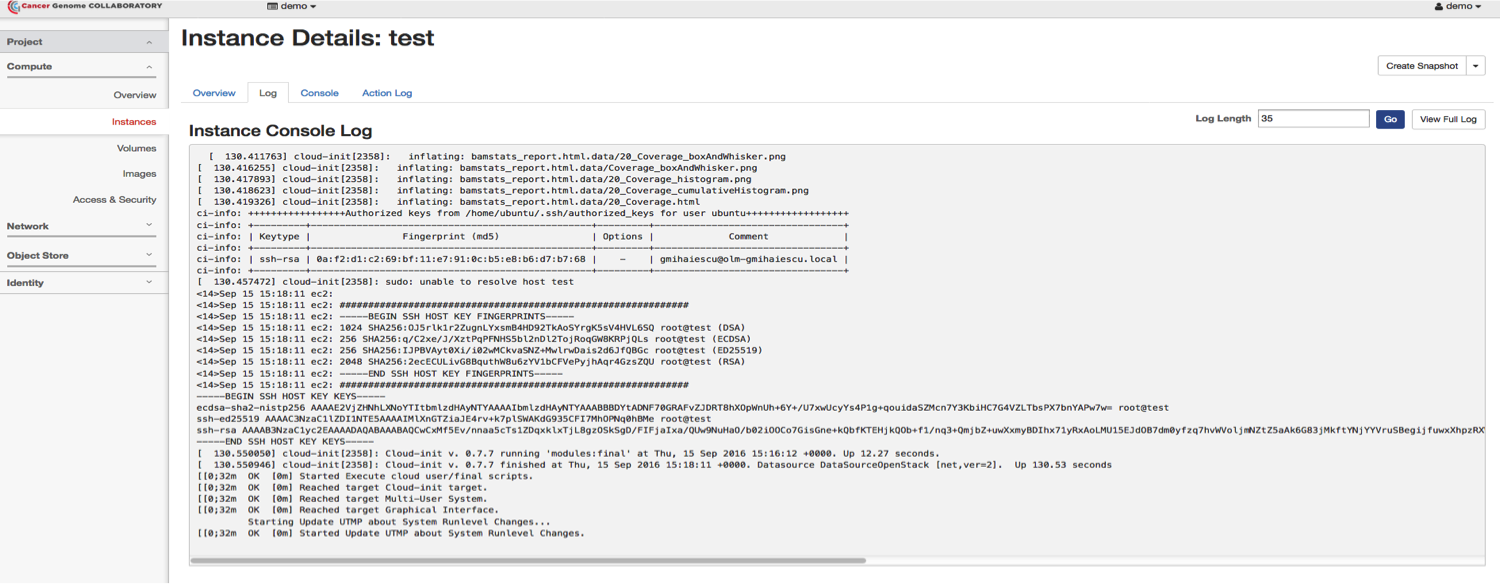 Cancer Genome COLLABORATORY
demo
demo
Project
Compute
Overview
Instances
Volumes
Images
Access & Security
Network
Object Store
Identity
Instance Details: test
Create Snapshot
Overview
Log
Console
Action Log
Instance Console Log
Log Length
35
Go
View Full Log
[ 130.411763] cloud-init[2358]: inflating: bamstats_report.html.data/20_Coverage_boxAndWhisker.png
[ 130.416255] cloud-init[2358]: inflating: bamstats_report.html.data/Coverage_boxAndWhisker.png
[ 130.417893] cloud-init[2358]: inflating: bamstats_report.html.data/20_Coverage_histogram.png
[ 130.418623] cloud-init[2358]: inflating: bamstats_report.html.data/20_Coverage_cumulativeHistogram.png
[ 130.419326] cloud-init[2358]: inflating: bamstats_report.html.data/20_Coverage.html
ci-info: +++++++++++++++++Authorized keys from /home/ubuntu/.ssh/authorized_keys for user ubuntu++++++++++++++++++
ci-info: +---------+-------------------------------------------------+---------+---------------------------------+
ci-info: | Keytype | Fingerprint (md5) | Options | Comment |
ci-info: +---------+-------------------------------------------------+---------+---------------------------------+
ci-info: | ssh-rsa | 0a:f2:d1:c2:69:bf:11:e7:91:0c:b5:e8:b6:d7:b7:68 | - | gmihaiescu@olm-gmihaiescu.local |
ci-info: +---------+-------------------------------------------------+---------+---------------------------------+
[ 130.457472] cloud-init[2358]: sudo: unable to resolve host test
<14>Sep 15 15:18:11 ec2:
<14>Sep 15 15:18:11 ec2: #############################################################
<14>Sep 15 15:18:11 ec2: -----BEGIN SSH HOST KEY FINGERPRINTS-----
<14>Sep 15 15:18:11 ec2: 1024 SHA256:OJ5rlk1r2ZugnLYxsmB4HD92TkAoSYrgK5sV4HVL6SQ root@test (DSA)
<14>Sep 15 15:18:11 ec2: 256 SHA256:q/C2xe/J/XztPqPFNHS5bl2nDl2TojRoqGW8KRPjQLs root@test (ECDSA)
<14>Sep 15 15:18:11 ec2: 256 SHA256:IJPBVAyt0Xi/i02wMCkvaSNZ+MwlrwDais2d6JfQBGc root@test (ED25519)
<14>Sep 15 15:18:11 ec2: 2048 SHA256:2ecECULivG8BquthW8u6zYV1bCFVePyjhAqr4GzsZQU root@test (RSA)
<14>Sep 15 15:18:11 ec2: -----END SSH HOST KEY FINGERPRINTS-----
<14>Sep 15 15:18:11 ec2: #############################################################
-----BEGIN SSH HOST KEY KEYS-----
ecdsa-sha2-nistp256 AAAAE2VjZHNhLXNoYTItbmlzdHAyNTYAAAAIbmlzdHAyNTYAAABBBDYtADNF70GRAFvZJDRT8hXOpWnUh+6Y+/U7xwUcyYs4P1g+qouidaSZMcn7Y3KbiHC7G4VZLTbsPX7bnYAPw7w= root@test
ssh-ed25519 AAAAC3NzaC1lZDI1NTE5AAAAIMlXnGTZiaJE4rv+k7plSWAKdG935CFI7MhOPNq0hBMe root@test
ssh-rsa AAAAB3NzaC1yc2EAAAADAQABAAABAQCwCxMf5Ev/nnaa5cTs1ZDqxklxTjL8gzOSkSgD/FIFjaIxa/QUw9NuHaO/b02iOOCo7GisGne+kQbfKTEHjkQOb+f1/nq3+QmjbZ+uwXxmyBDIhx71yRxAoLMU15EJdOB7dm0yfzq7hvWVoljmNZtZ5aAk6G83jMkftYNjYYVruSBegijfuwxXhpzRX
-----END SSH HOST KEY KEYS-----
[ 130.550050] cloud-init[2358]: Cloud-init v. 0.7.7 running 'modules:final' at Thu, 15 Sep 2016 15:16:12 +0000. Up 12.27 seconds.
[ 130.550946] cloud-init[2358]: Cloud-init v. 0.7.7 finished at Thu, 15 Sep 2016 15:18:11 +0000. Datasource DataSourceOpenStack [net,ver=2]. Up 130.53 seconds
[[0;32m OK [0m] Started Execute cloud user/final scripts.
[[0;32m OK [0m] Reached target Cloud-init target.
[[0;32m OK [0m] Reached target Multi-User System.
[[0;32m OK [0m] Reached target Graphical Interface.
Starting Update UTMP about System Runlevel Changes...
[[0;32m OK [0m] Started Update UTMP about System Runlevel Changes.